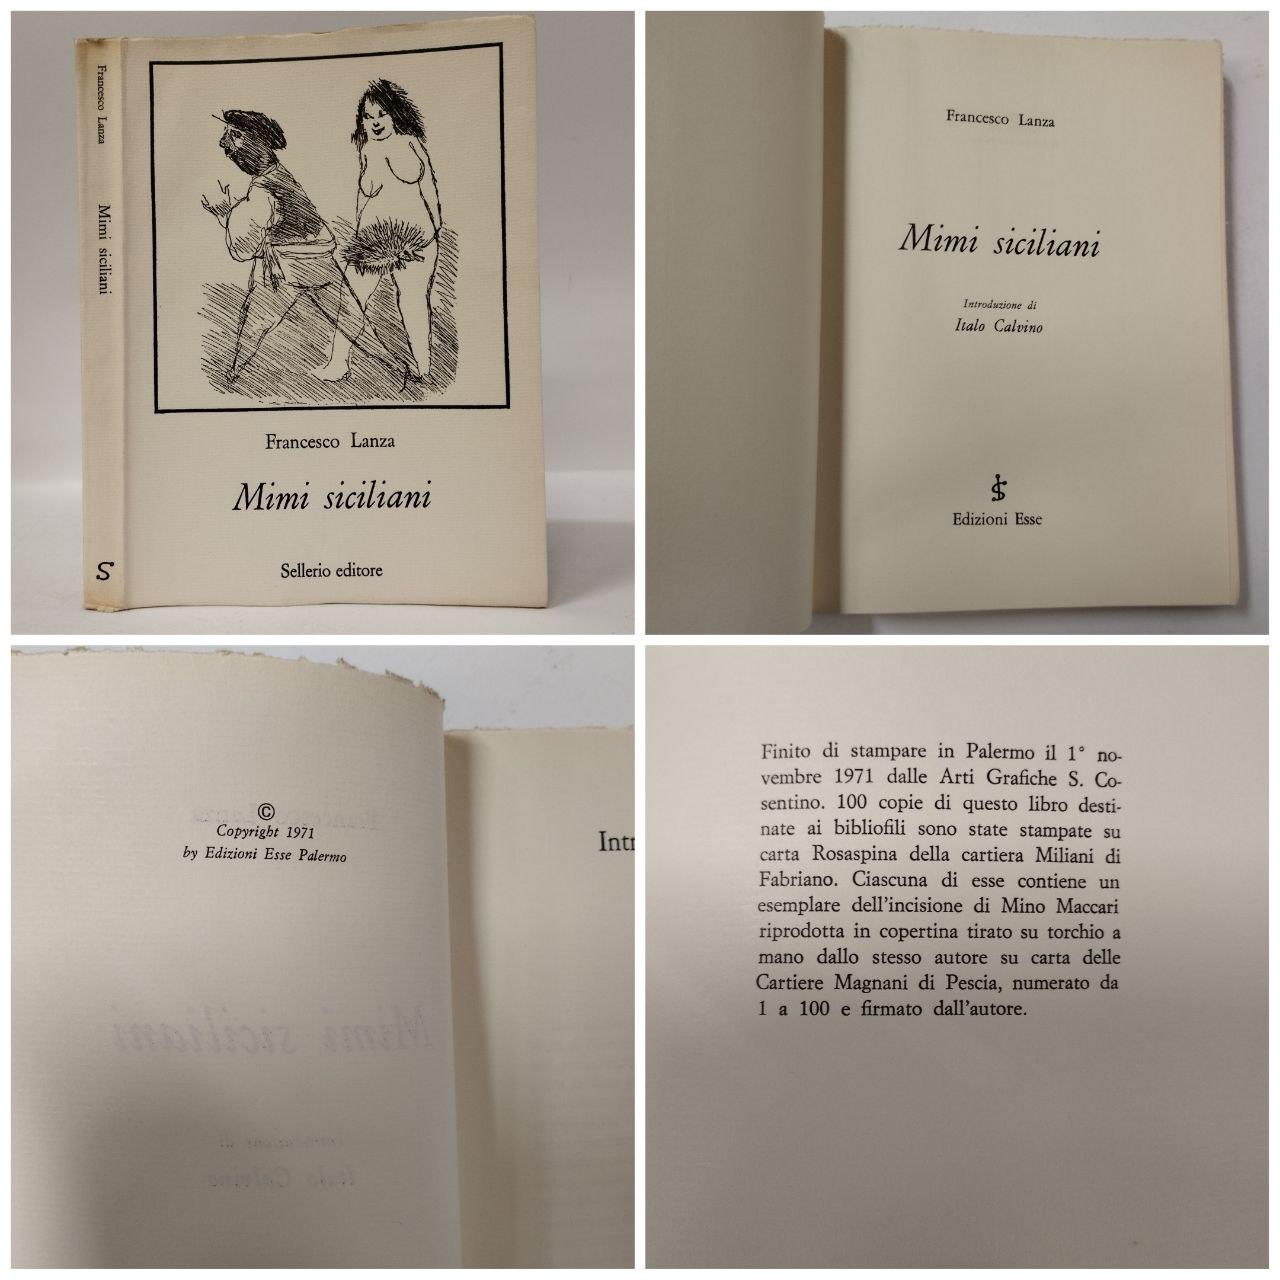 Francesco Lanza
Mimi siciliani
S
Francesco Lanza
Mimi siciliani
Sellerio editore
Francesco Lanza
Mimi siciliani
Introduzione di
Italo Calvino
Edizioni Esse
©
Copyright 1971
by Edizioni Esse Palermo
Finito di stampare in Palermo il 1° no-
vembre 1971 dalle Arti Grafiche S. Co-
sentino. 100 copie di questo libro desti-
nate ai bibliofili sono state stampate su
carta Rosaspina della cartiera Miliani di
Fabriano. Ciascuna di esse contiene un
esemplare dell'incisione di Mino Maccari
riprodotta in copertina tirato su torchio a
mano dallo stesso autore su carta delle
Cartiere Magnani di Pescia, numerato da
1 a 100 e firmato dall'autore.